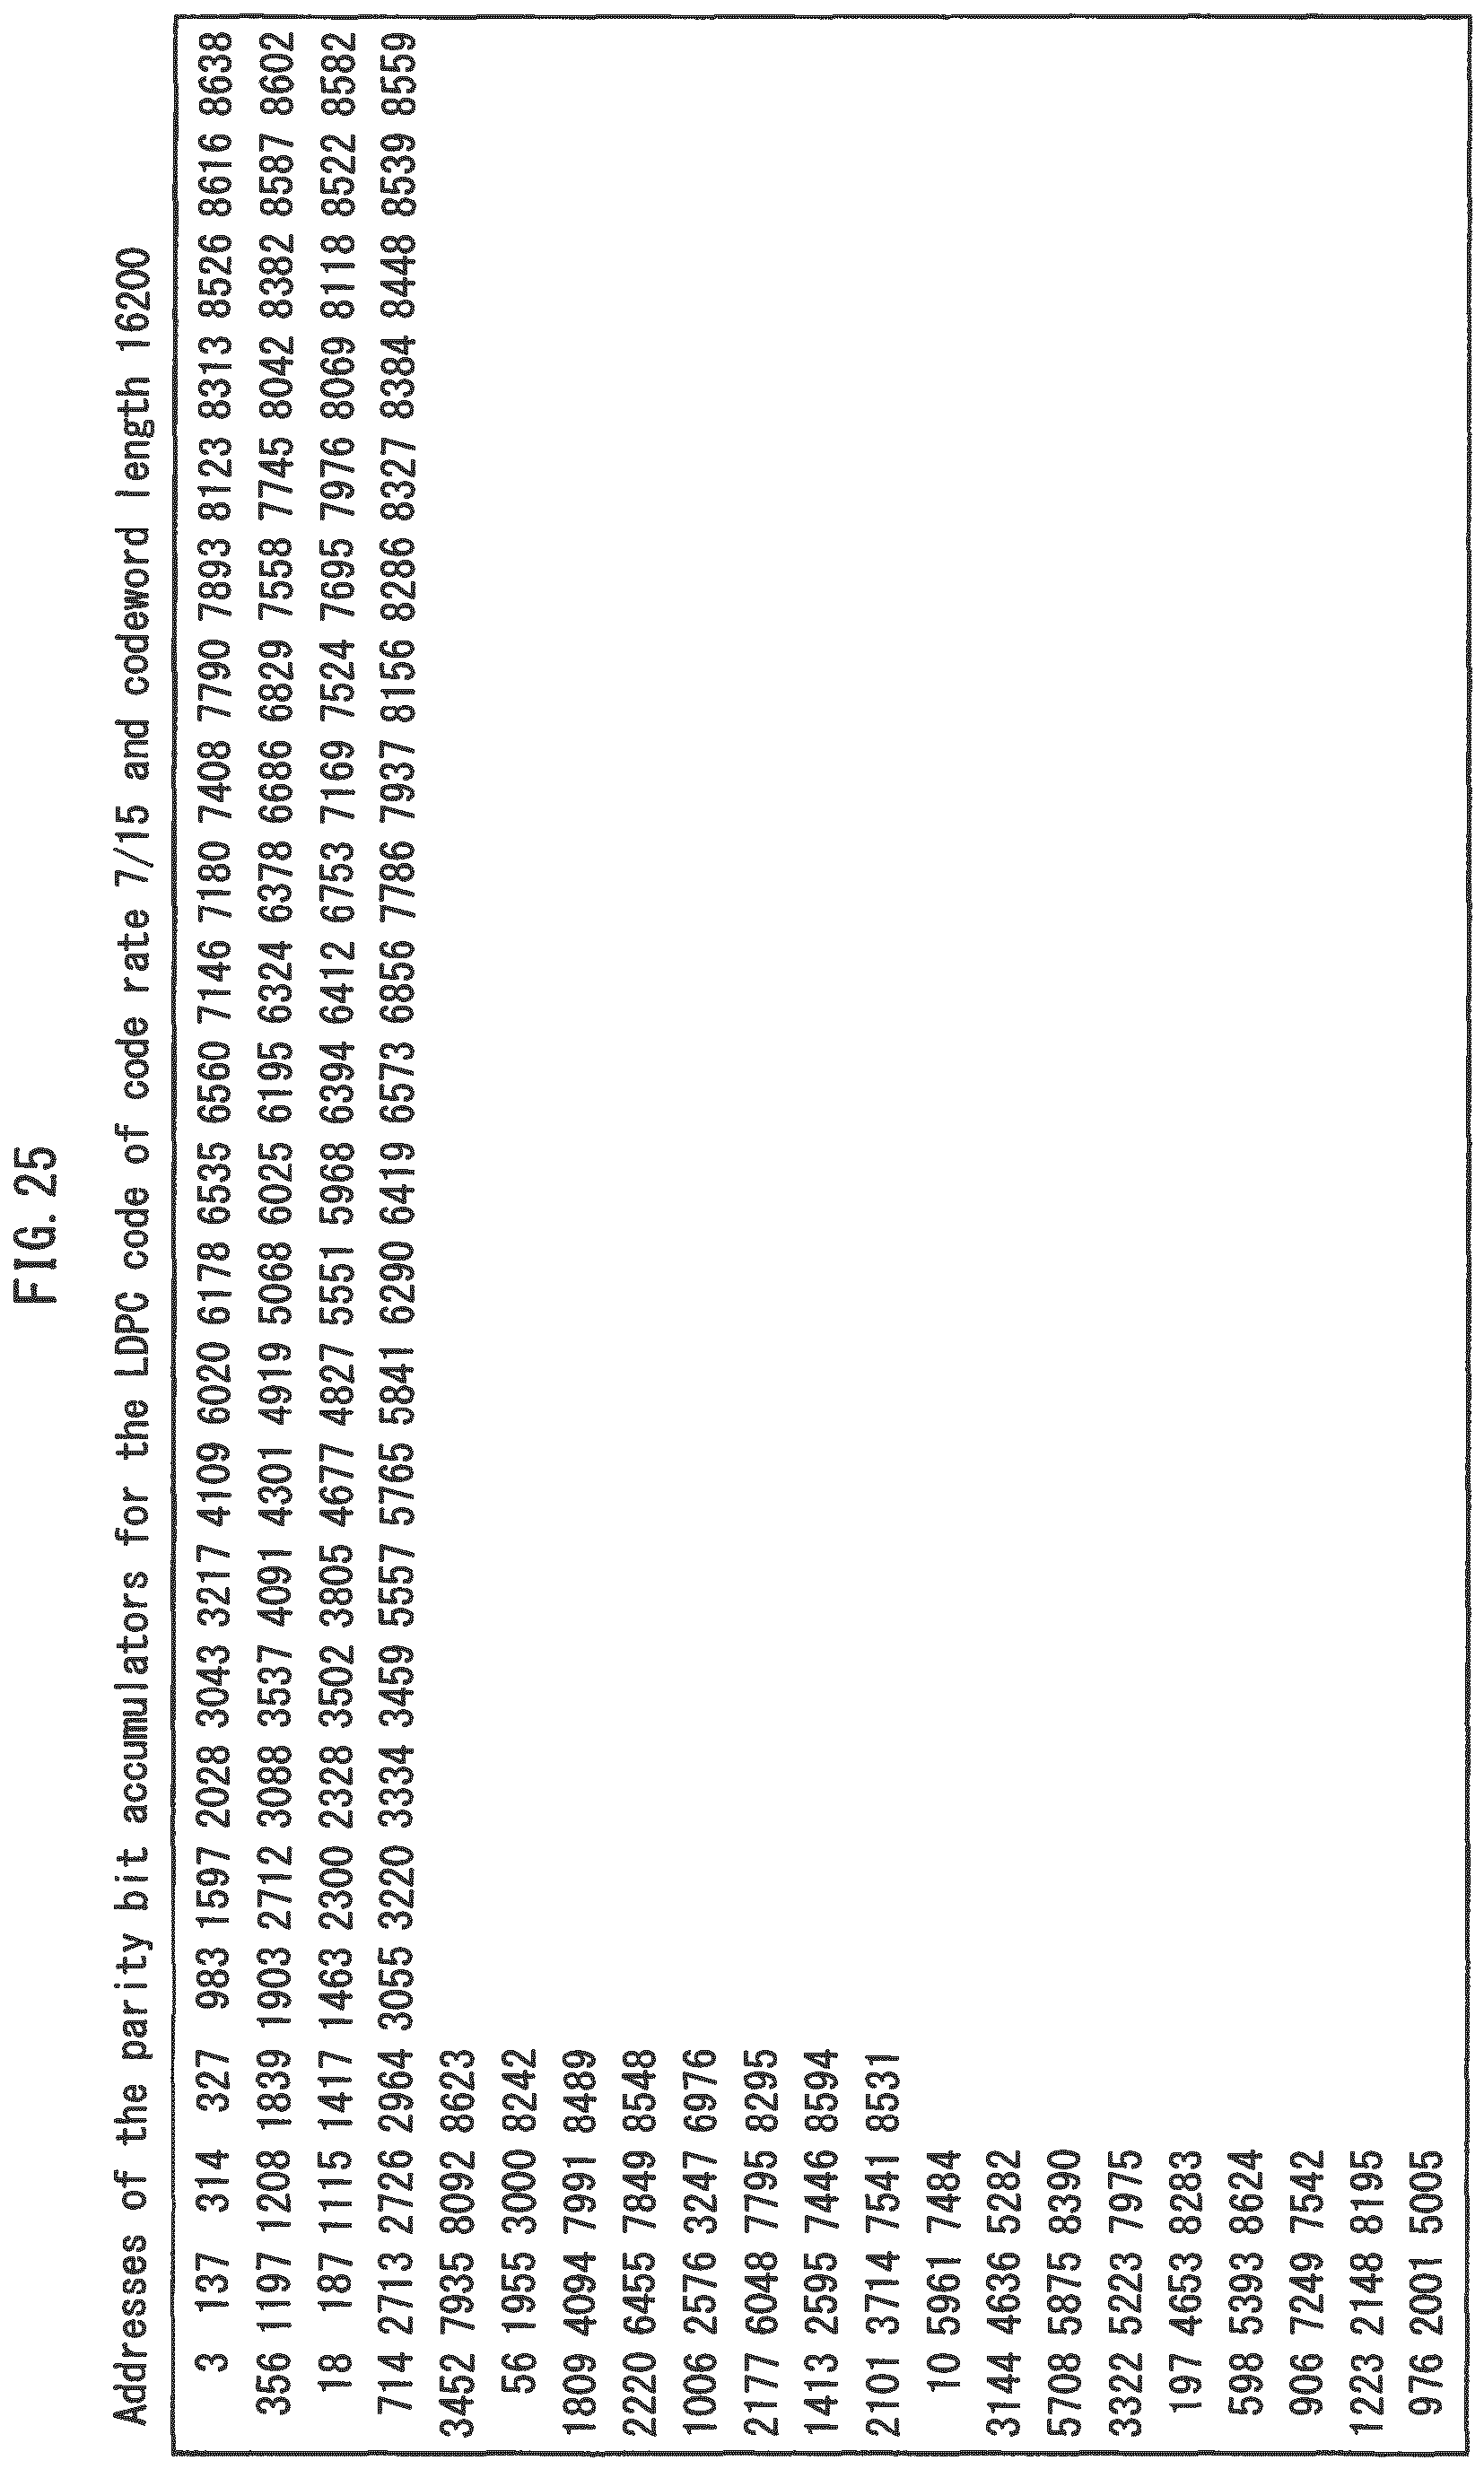 FIG. 25
Addresses of the parity bit accumulators for the LDPC code of code rate 7/15 and codeword length 16200
3 137 314 327 983 1597 2028 3043 3217 4109 6020 6178 6535 6560 7146 7180 7408 7790 7893 8123 8313 8526 8616 8638
356 1197 1208 1839 1903 2712 3088 3537 4091 4301 4919 5068 6025 6195 6324 6378 6686 6829 7558 7745 8042 8382 8587 8602
18 187 1115 1417 1463 2300 2328 3502 3805 4677 4827 5551 5968 6394 6412 6753 7169 7524 7695 7976 8069 8118 8522 8582
714 2713 2726 2964 3055 3220 3334 3459 5557 5765 5841 6290 6419 6573 6856 7786 7937 8156 8286 8327 8384 8448 8539 8559
3452 7935 8092 8623
56 1955 3000 8242
1809 4094 7991 8489
2220 6455 7849 8548
1006 2576 3247 6976
2177 6048 7795 8295
1413 2595 7446 8594
2101 3714 7541 8531
10 5961 7484
3144 4636 5282
5708 5875 8390
3322 5223 7975
197 4653 8283
598 5393 8624
906 7249 7542
1223 2148 8195
976 2001 5005